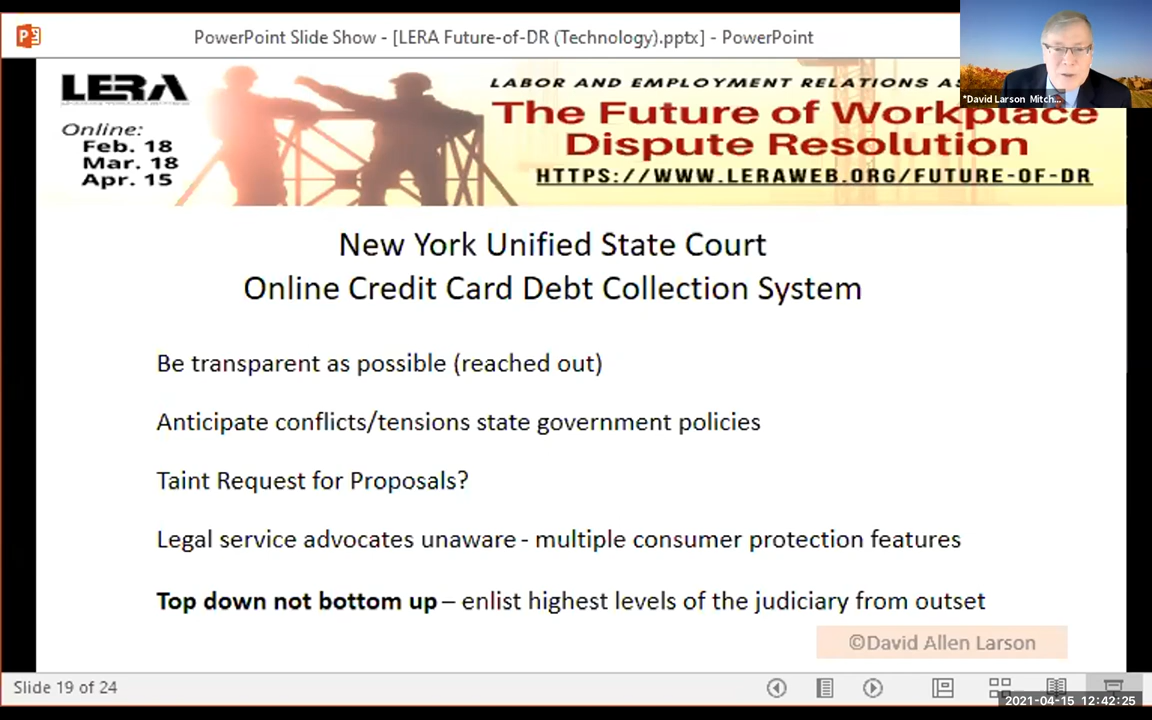 PowerPoint Slide Show - [LERA Future-of-DR (Technology).pptx] - PowerPoint
*David Larson Mitch...
LERA
Online:
Feb. 18
Mar. 18
Apr. 15
LABOR AND EMPLOYMENT RELATIONS AS
The Future of Workplace
Dispute Resolution
HTTPS://WWW.LERAWEB.ORG/FUTURE-OF-DR
New York Unified State Court
Online Credit Card Debt Collection System
Be transparent as possible (reached out)
Anticipate conflicts/tensions state government policies
Taint Request for Proposals?
Legal service advocates unaware - multiple consumer protection features
Top down not bottom up – enlist highest levels of the judiciary from outset
©David Allen Larson
Slide 19 of 24
2021-04-15 12:42:25